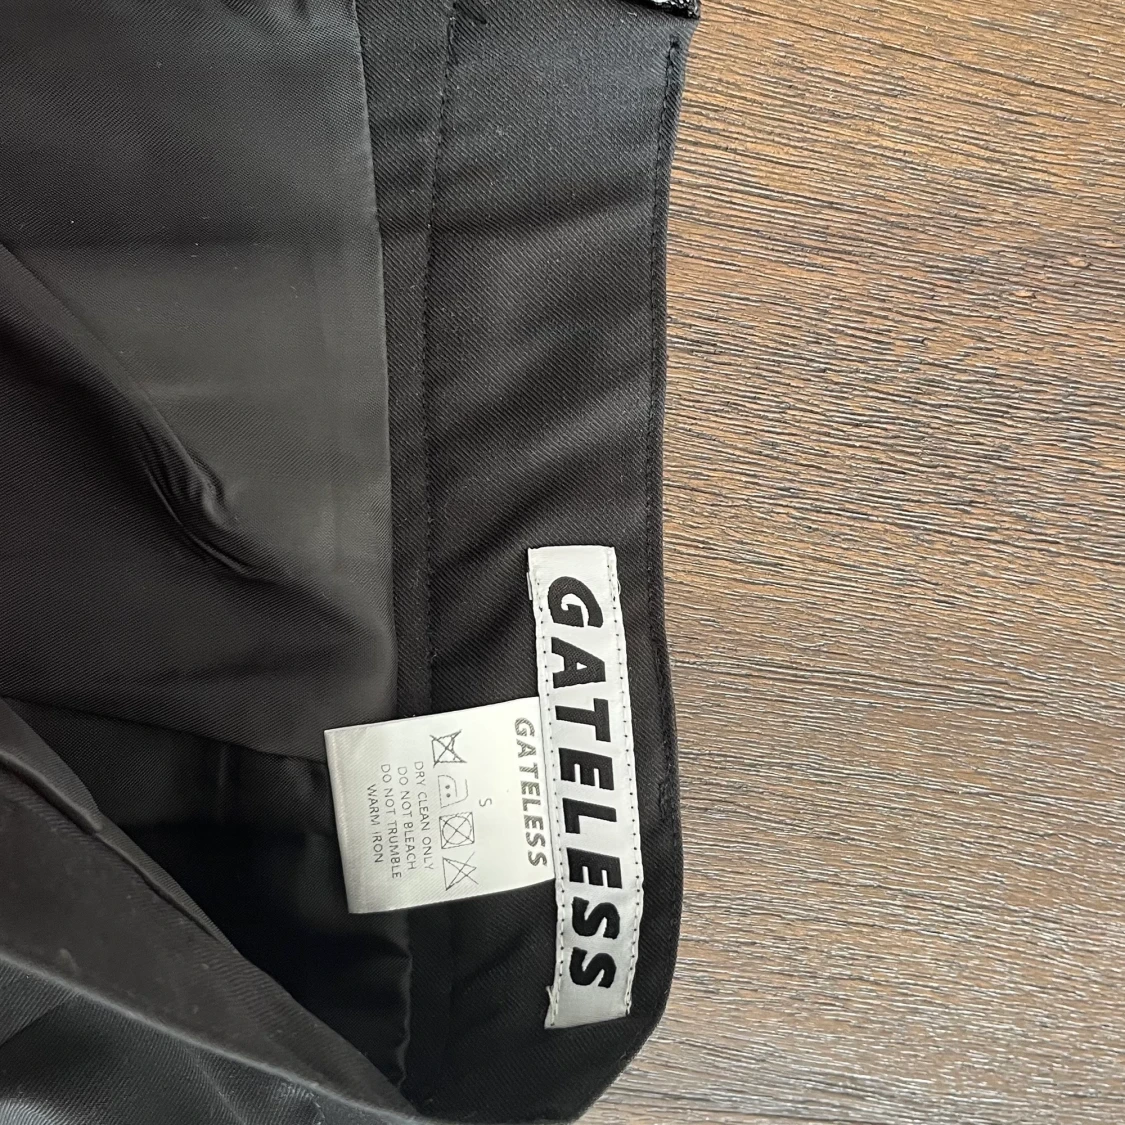 GATELESS
GATELESS
S
DRY CLEAN ONLY
DO NOT BLEACH
DO NOT TRUMBLE
WARM IRON